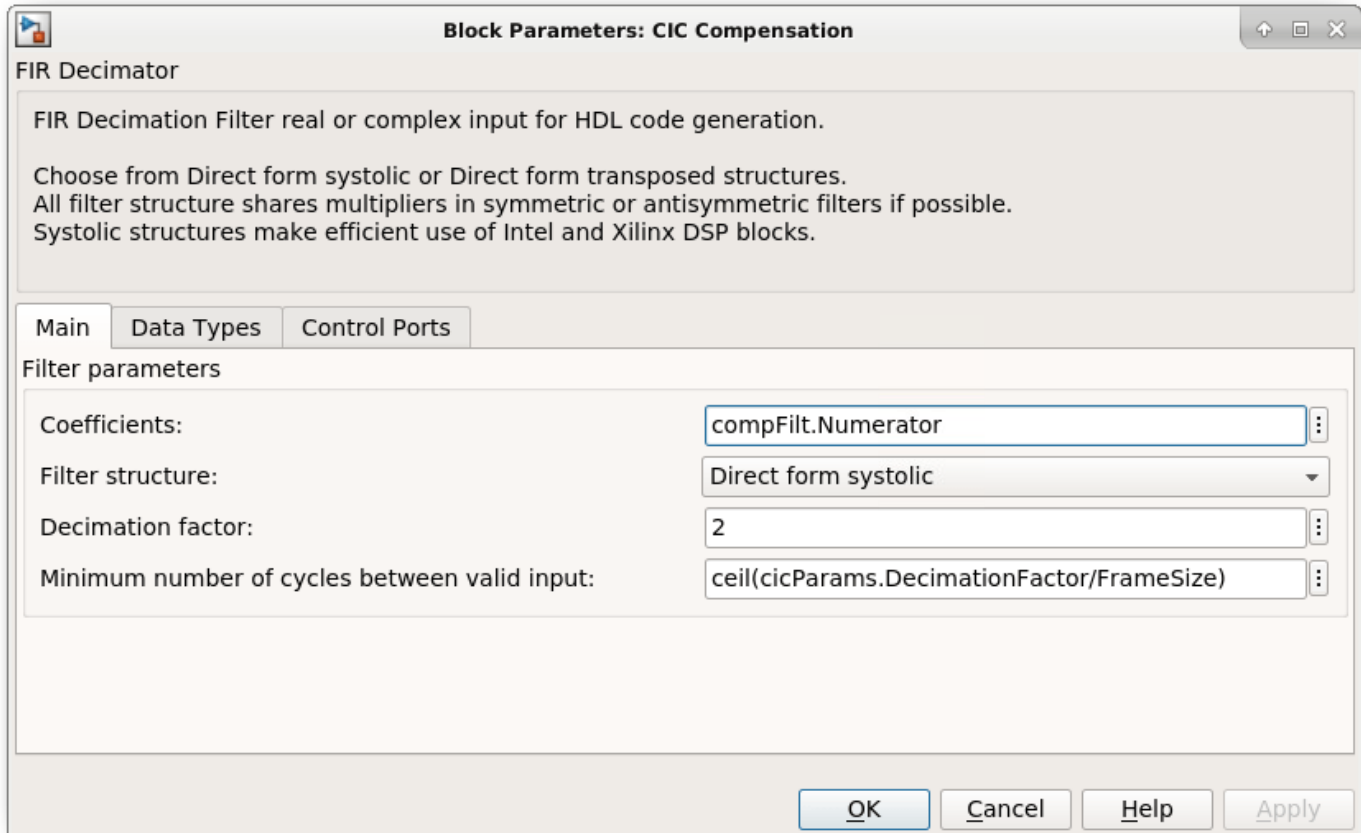 Block Parameters: CIC Compensation
FIR Decimator
FIR Decimation Filter real or complex input for HDL code generation.
Choose from Direct form systolic or Direct form transposed structures.
All filter structure shares multipliers in symmetric or antisymmetric filters if possible.
Systolic structures make efficient use of Intel and Xilinx DSP blocks.
Main Data Types Control Ports
Filter parameters
Coefficients: compFilt.Numerator
Filter structure: Direct form systolic
Decimation factor: 2
Minimum number of cycles between valid input: ceil(cicParams.DecimationFactor/FrameSize)
OK Cancel Help Apply